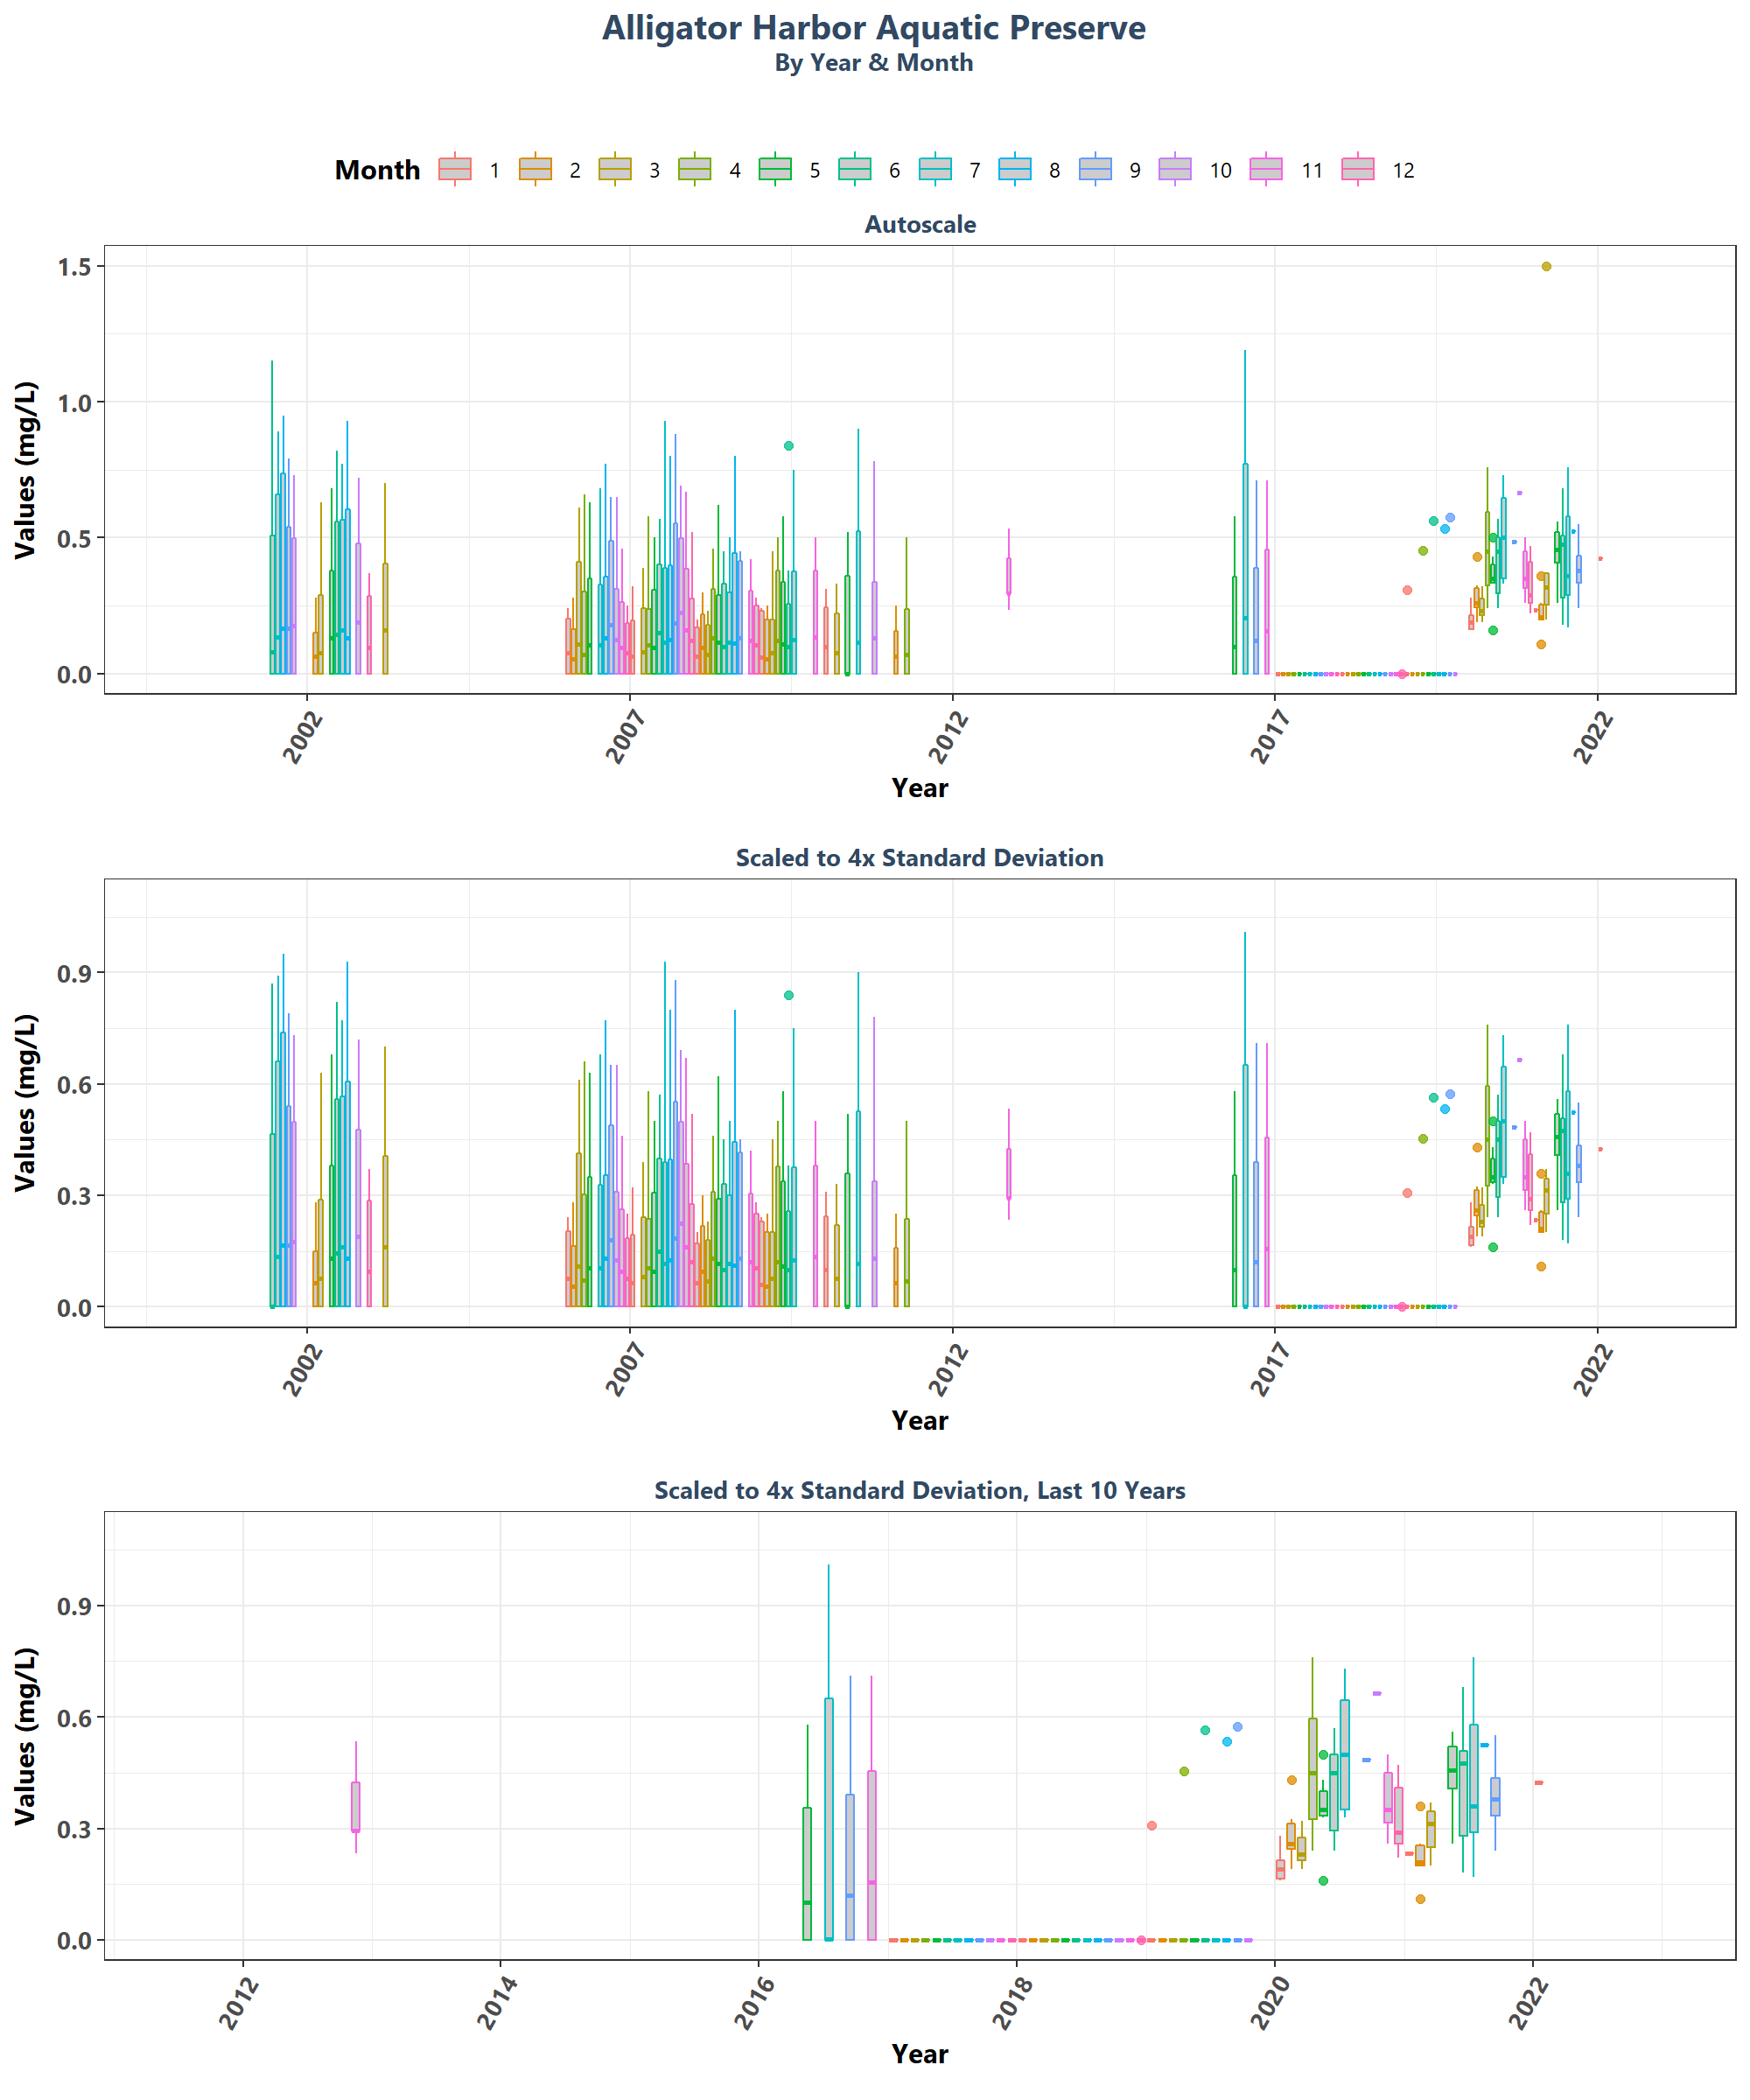 Alligator Harbor Aquatic Preserve
By Year & Month
Month 1 2 3 4 5 6 7 8 9 10 11 12
Autoscale
1.5
1.0
0.5
0.0
Values (mg/L)
2002 2007 2012 2017 2022
Year
Scaled to 4x Standard Deviation
0.9
0.6
0.3
0.0
Values (mg/L)
2002 2007 2012 2017 2022
Year
Scaled to 4x Standard Deviation, Last 10 Years
0.9
0.6
0.3
0.0
Values (mg/L)
2012 2014 2016 2018 2020 2022
Year